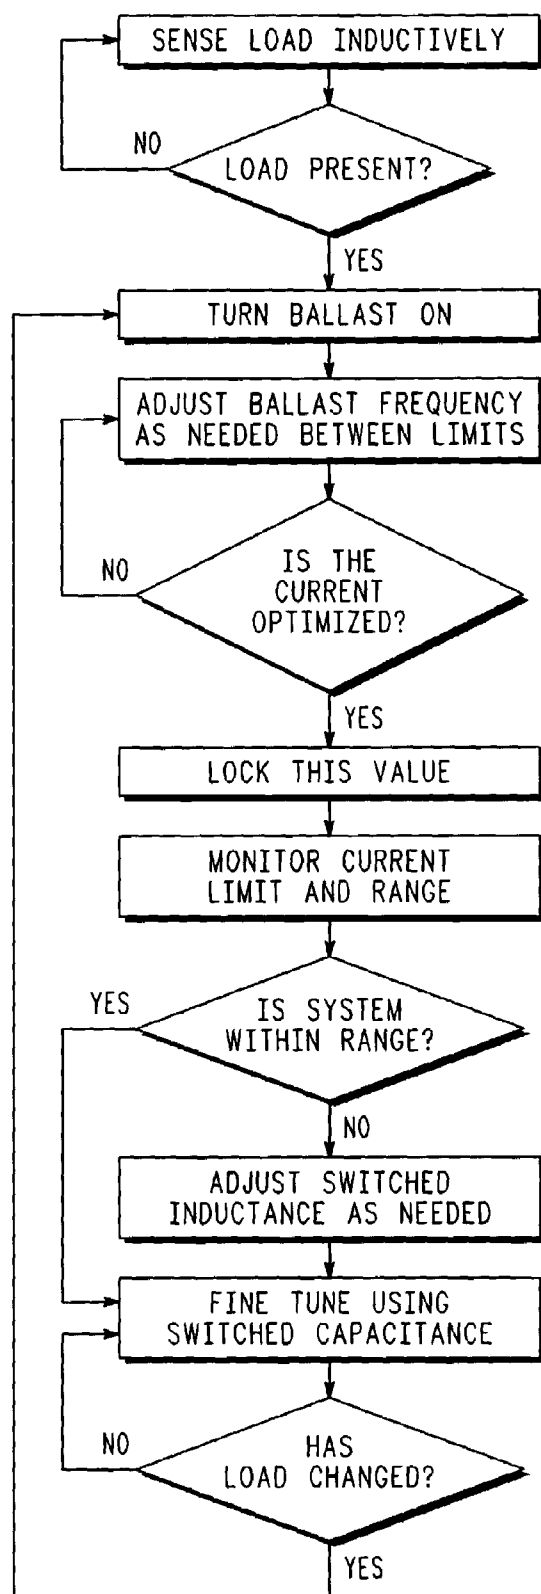 SENSE LOAD INDUCTIVELY
NO
LOAD PRESENT?
YES
TURN BALLAST ON
ADJUST BALLAST FREQUENCY
AS NEEDED BETWEEN LIMITS
NO
IS THE
CURRENT
OPTIMIZED?
YES
LOCK THIS VALUE
MONITOR CURRENT
LIMIT AND RANGE
YES
IS SYSTEM
WITHIN RANGE?
NO
ADJUST SWITCHED
INDUCTANCE AS NEEDED
FINE TUNE USING
SWITCHED CAPACITANCE
NO
HAS
LOAD CHANGED?
YES